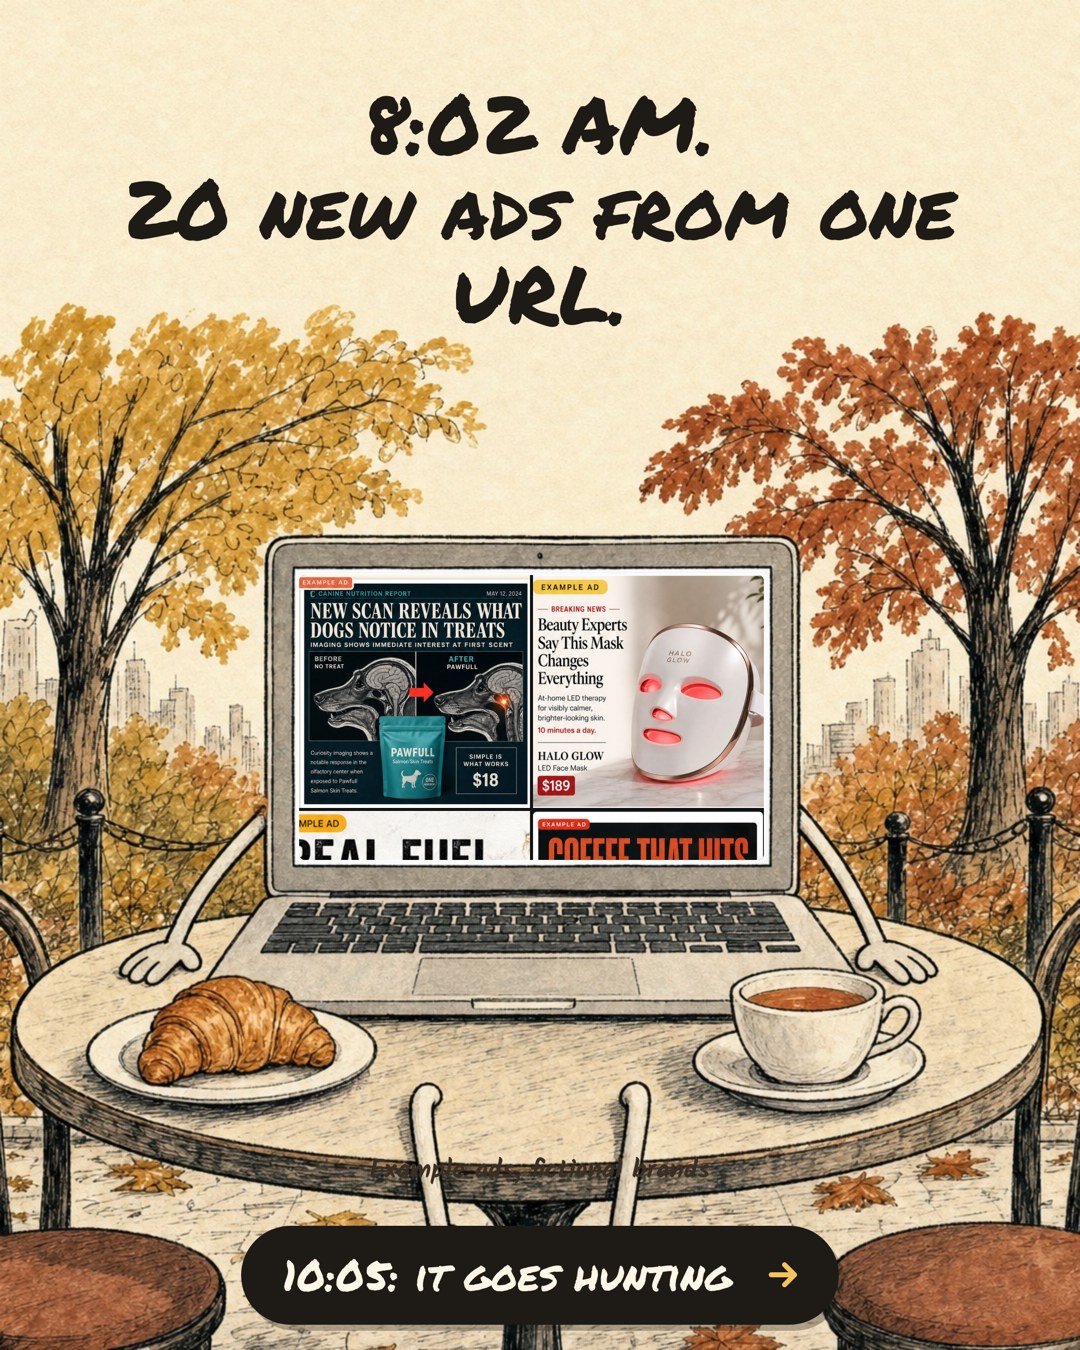 8:02 AM.
20 NEW ADS FROM ONE
URL.
EXAMPLE AD
CANINE NUTRITION REPORT
MAY 12, 2024
NEW SCAN REVEALS WHAT
DOGS NOTICE IN TREATS
IMAGING SHOWS IMMEDIATE INTEREST AT FIRST SCENT
BEFORE
NO TREAT
AFTER
PAWFULL
Curiosity imaging shows a
notable response in the
olfactory center when
exposed to Pawfull
Salmon Skin Treats.
PAWFULL
Salmon Skin Treats
SIMPLE IS
WHAT WORKS
$18
EXAMPLE AD
BREAKING NEWS
Beauty Experts
Say This Mask
Changes
Everything
At-home LED therapy
for visibly calmer,
brighter-looking skin.
10 minutes a day.
HALO GLOW
LED Face Mask
$189
HALO
GLOW
MPLE AD
REAL FUEL
EXAMPLE AD
COFFEE THAT HITS
Example ads, fictional brands
10:05: IT GOES HUNTING →